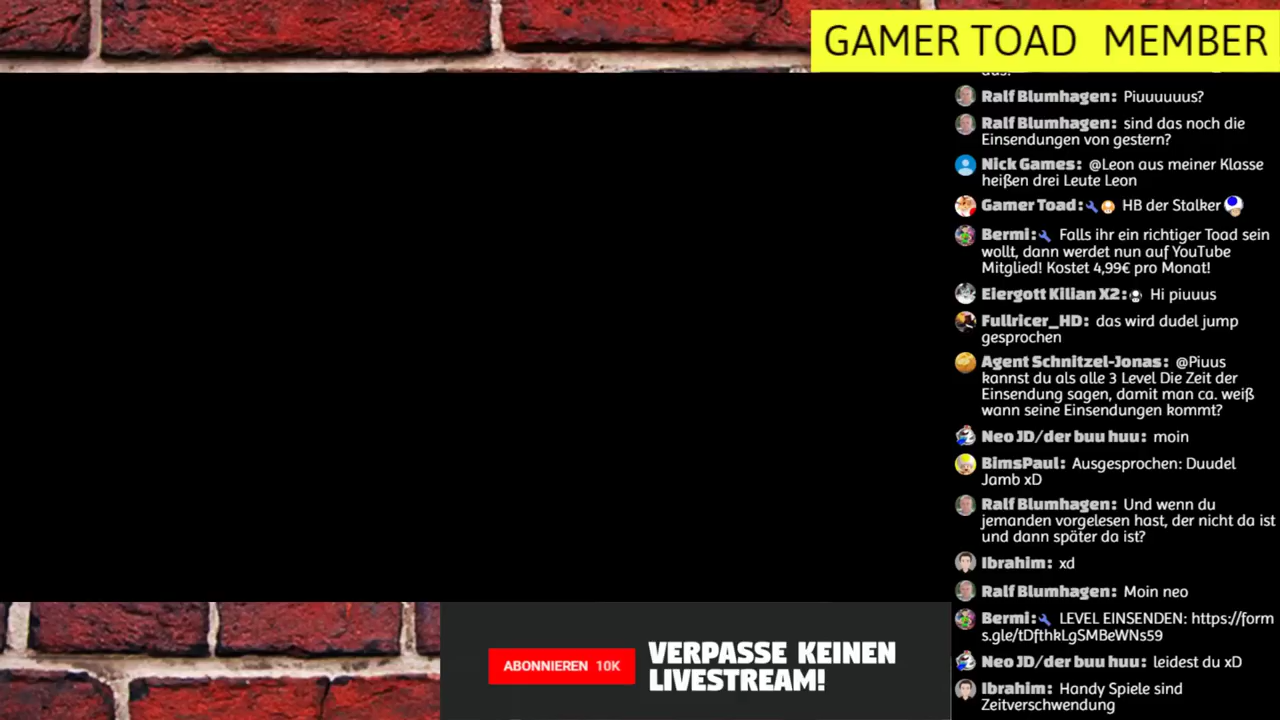 GAMER TOAD MEMBER
das!
Ralf Blumhagen: Piuuuuuus?
Ralf Blumhagen: sind das noch die
Einsendungen von gestern?
Nick Games: @Leon aus meiner Klasse
heißen drei Leute Leon
Gamer Toad: HB der Stalker
Bermi: Falls ihr ein richtiger Toad sein
wollt, dann werdet nun auf YouTube
Mitglied! Kostet 4,99€ pro Monat!
Eiergott Kilian X2: Hi piuuus
Fullricer_HD: das wird dudel jump
gesprochen
Agent Schnitzel-Jonas: @Piuus
kannst du als alle 3 Level Die Zeit der
Einsendung sagen, damit man ca. weiß
wann seine Einsendungen kommt?
Neo JD/der buu huu: moin
BimsPaul: Ausgesprochen: Duudel
Jamb xD
Ralf Blumhagen: Und wenn du
jemanden vorgelesen hast, der nicht da ist
und dann später da ist?
Ibrahim: xd
Ralf Blumhagen: Moin neo
Bermi: LEVEL EINSENDEN: https://form
s.gle/tDfthkLgSMBeWNs59
Neo JD/der buu huu: leidest du xD
Ibrahim: Handy Spiele sind
Zeitverschwendung
ABONNIEREN 10K
VERPASSE KEINEN
LIVESTREAM!